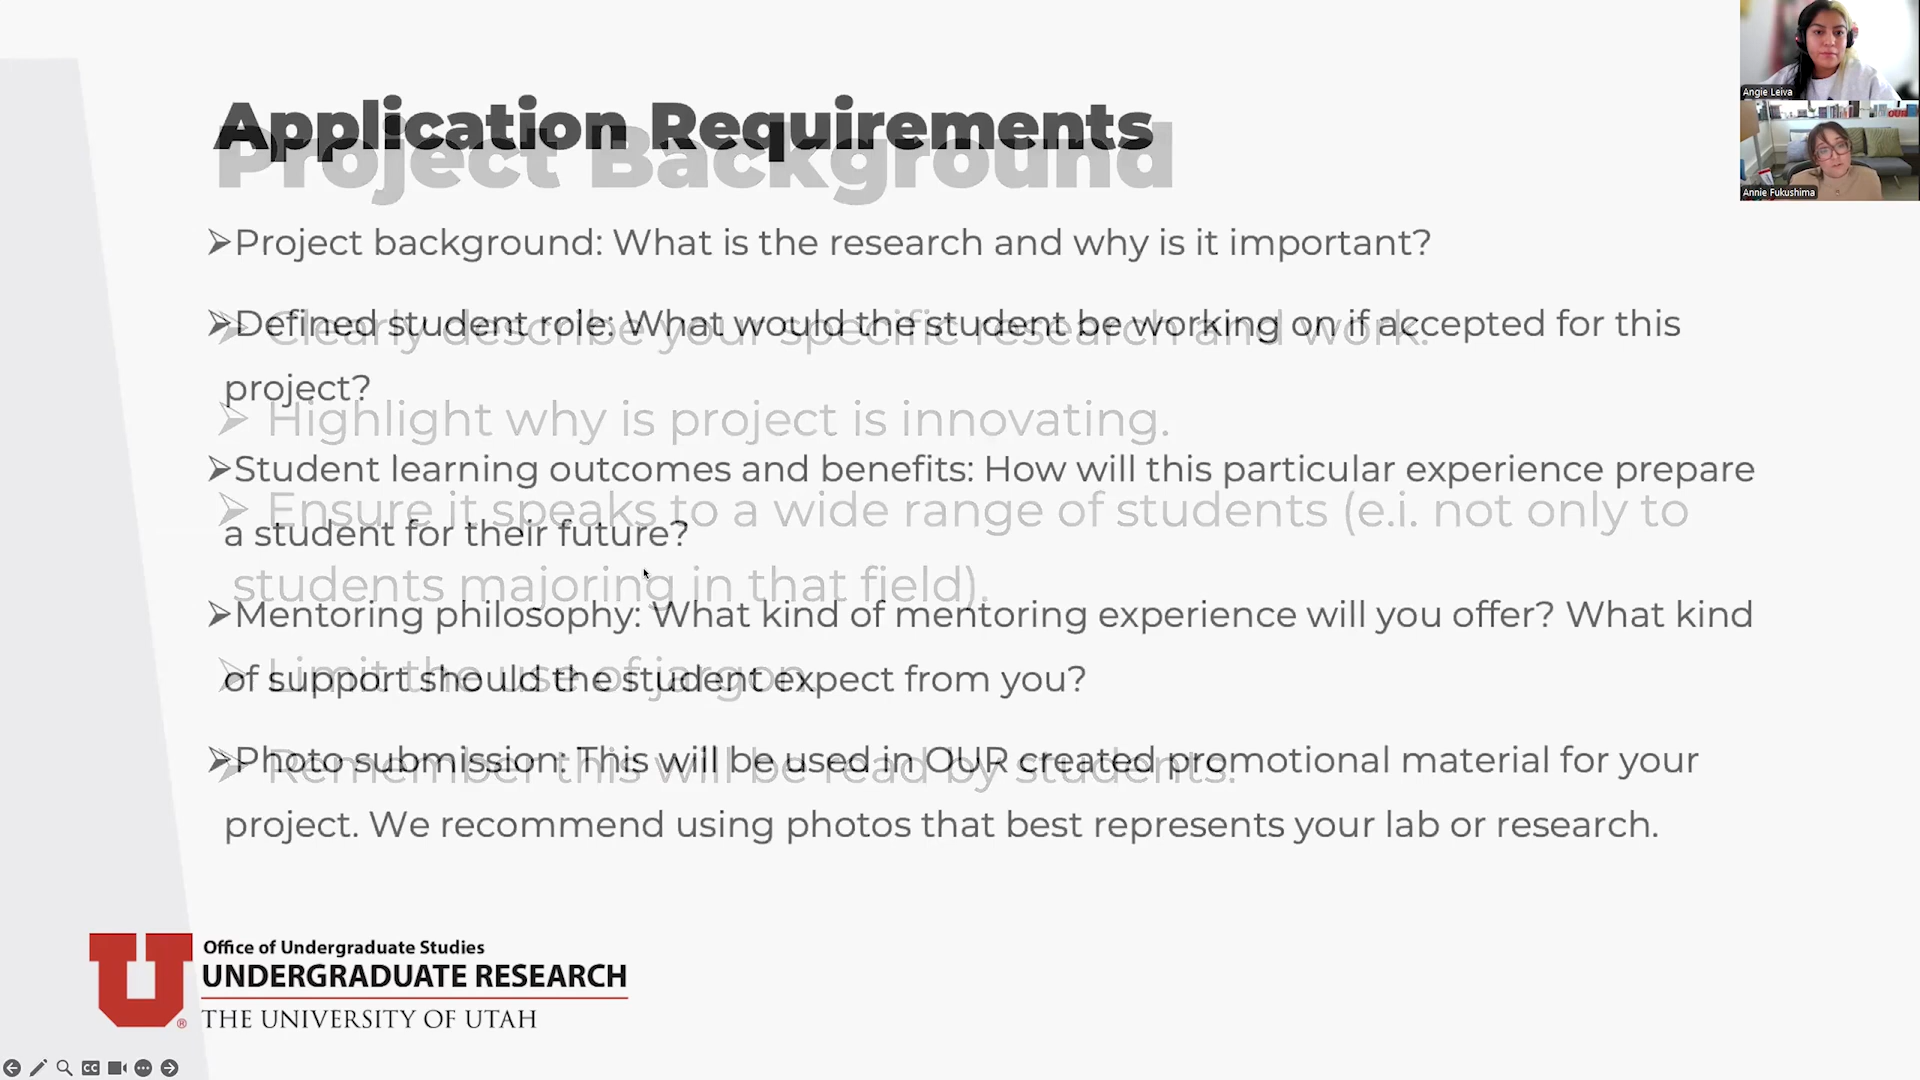 Application Requirements
Project Background
➢Project background: What is the research and why is it important?
➢Defined student role: What would the student be working on if accepted for this
project?
➢Student learning outcomes and benefits: How will this particular experience prepare
a student for their future?
➢Mentoring philosophy: What kind of mentoring experience will you offer? What kind
of support should the student expect from you?
➢Photo submission: This will be used in OUR created promotional material for your
project. We recommend using photos that best represents your lab or research.
➢ Clearly describe your specific research and work.
➢ Highlight why is project is innovating.
➢ Ensure it speaks to a wide range of students (e.i. not only to
students majoring in that field).
➢ Limit the use of jargon.
➢ Remember this will be read by students.
Office of Undergraduate Studies
UNDERGRADUATE RESEARCH
THE UNIVERSITY OF UTAH
®
Angie Leiva
OUR
Annie Fukushima
CC